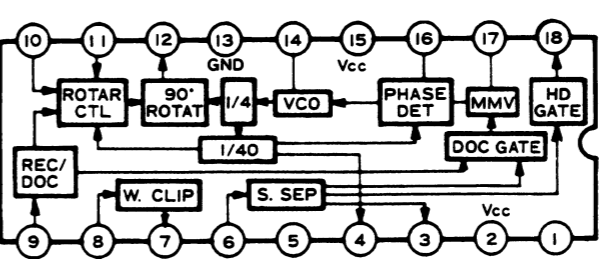 10 11 12 13 14 15 16 17 18
GND Vcc
ROTAR
CTL
90°
ROTAT
1/4
VCO
PHASE
DET
MMV
HD
GATE
1/40
DOC GATE
REC/
DOC
W. CLIP
S. SEP
Vcc
9 8 7 6 5 4 3 2 1